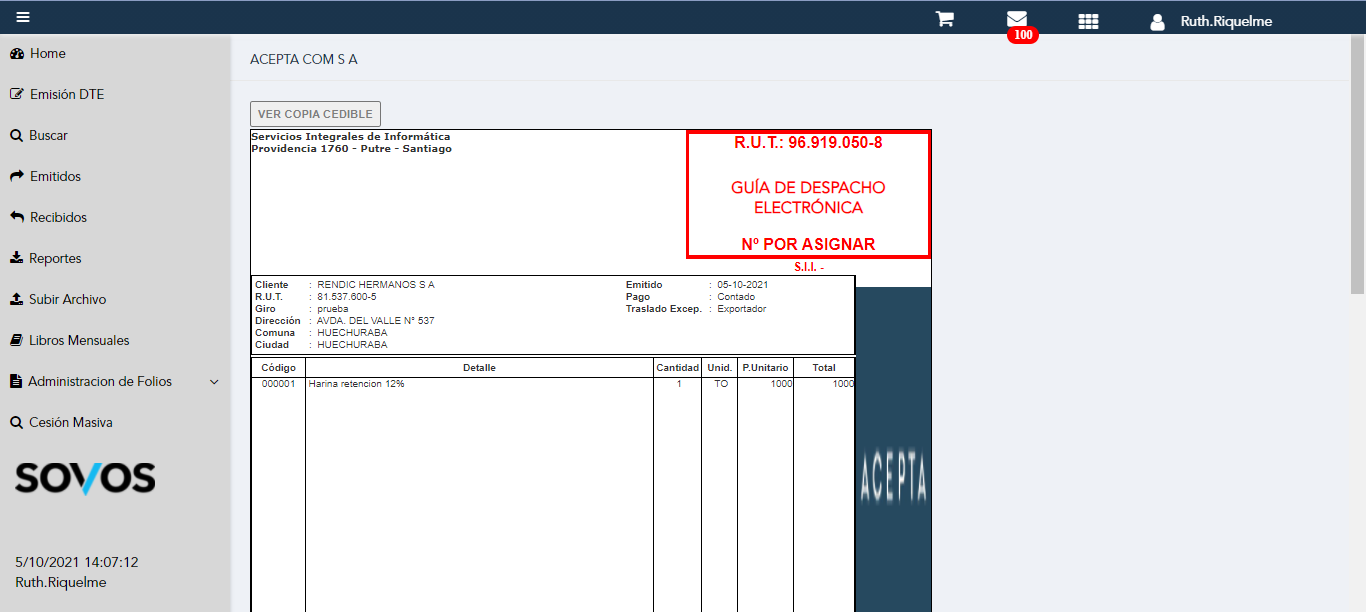 Ruth.Riquelme
100
Home
Emisión DTE
Buscar
Emitidos
Recibidos
Reportes
Subir Archivo
Libros Mensuales
Administracion de Folios
Cesión Masiva
SOVOS
5/10/2021 14:07:12
Ruth.Riquelme
ACEPTA COM S A
VER COPIA CEDIBLE
Servicios Integrales de Informática
Providencia 1760 - Putre - Santiago
R.U.T.: 96.919.050-8
GUÍA DE DESPACHO
ELECTRÓNICA
Nº POR ASIGNAR
S.I.I. -
Cliente : RENDIC HERMANOS S A Emitido : 05-10-2021
R.U.T. : 81.537.600-5 Pago : Contado
Giro : prueba Traslado Excep. : Exportador
Dirección : AVDA. DEL VALLE N° 537
Comuna : HUECHURABA
Ciudad : HUECHURABA
Código Detalle Cantidad Unid. P.Unitario Total
000001 Harina retencion 12% 1 TO 1000 1000
ACEPTA